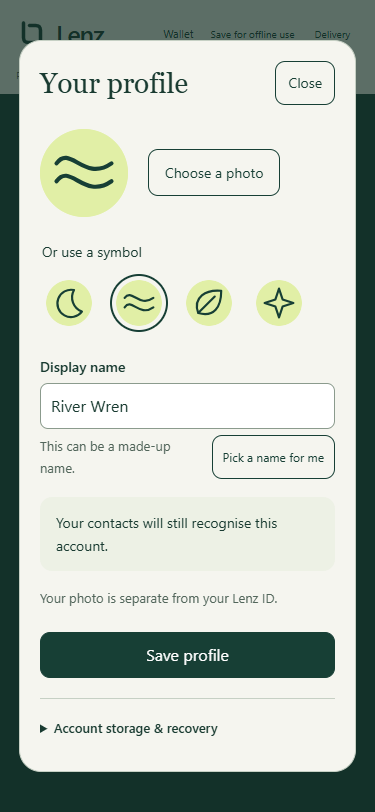 Lenz
Wallet
Save for offline use
Delivery
Your profile
Close
Choose a photo
Or use a symbol
Display name
River Wren
This can be a made-up
name.
Pick a name for me
Your contacts will still recognise this
account.
Your photo is separate from your Lenz ID.
Save profile
Account storage & recovery